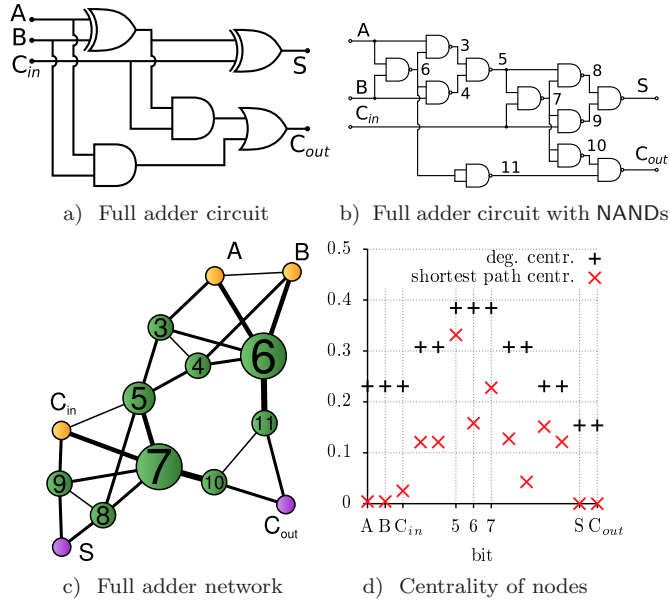 A
B
C_in
S
C_out
a) Full adder circuit
A
B
C_in
3
6
4
5
7
8
9
10
11
S
C_out
b) Full adder circuit with NANDs
A
B
3
4
6
5
C_in
7
11
9
10
8
S
C_out
c) Full adder network
0.5
0.4
0.3
0.2
0.1
0
deg. centr.
shortest path centr.
A B C_in 5 6 7 S C_out
bit
d) Centrality of nodes